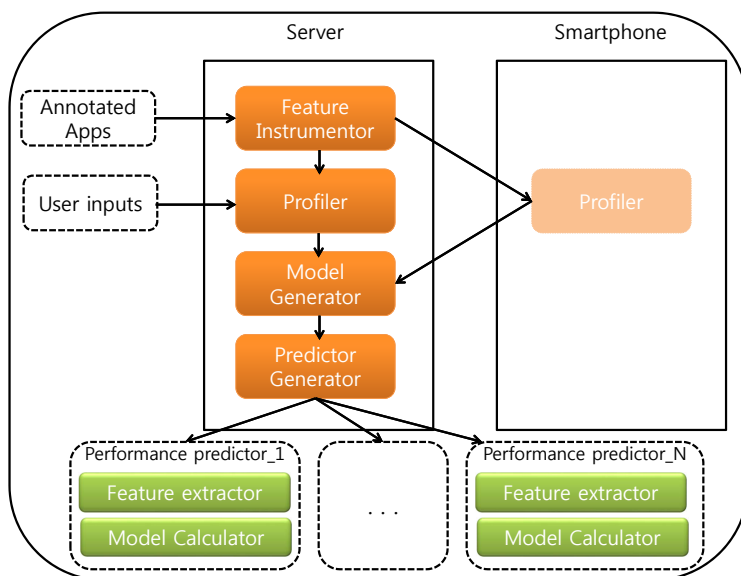 Server
Smartphone
Annotated
Apps
Feature
Instrumentor
User inputs
Profiler
Profiler
Model
Generator
Predictor
Generator
Performance predictor_1
Feature extractor
Model Calculator
. . .
Performance predictor_N
Feature extractor
Model Calculator